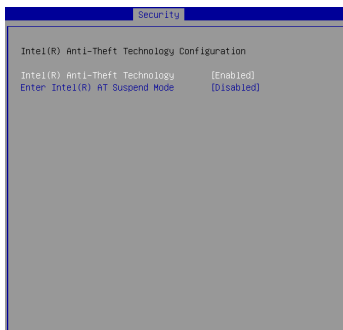 Security
Intel(R) Anti-Theft Technology Configuration
Intel(R) Anti-Theft Technology [Enabled]
Enter Intel(R) AT Suspend Mode [Disabled]